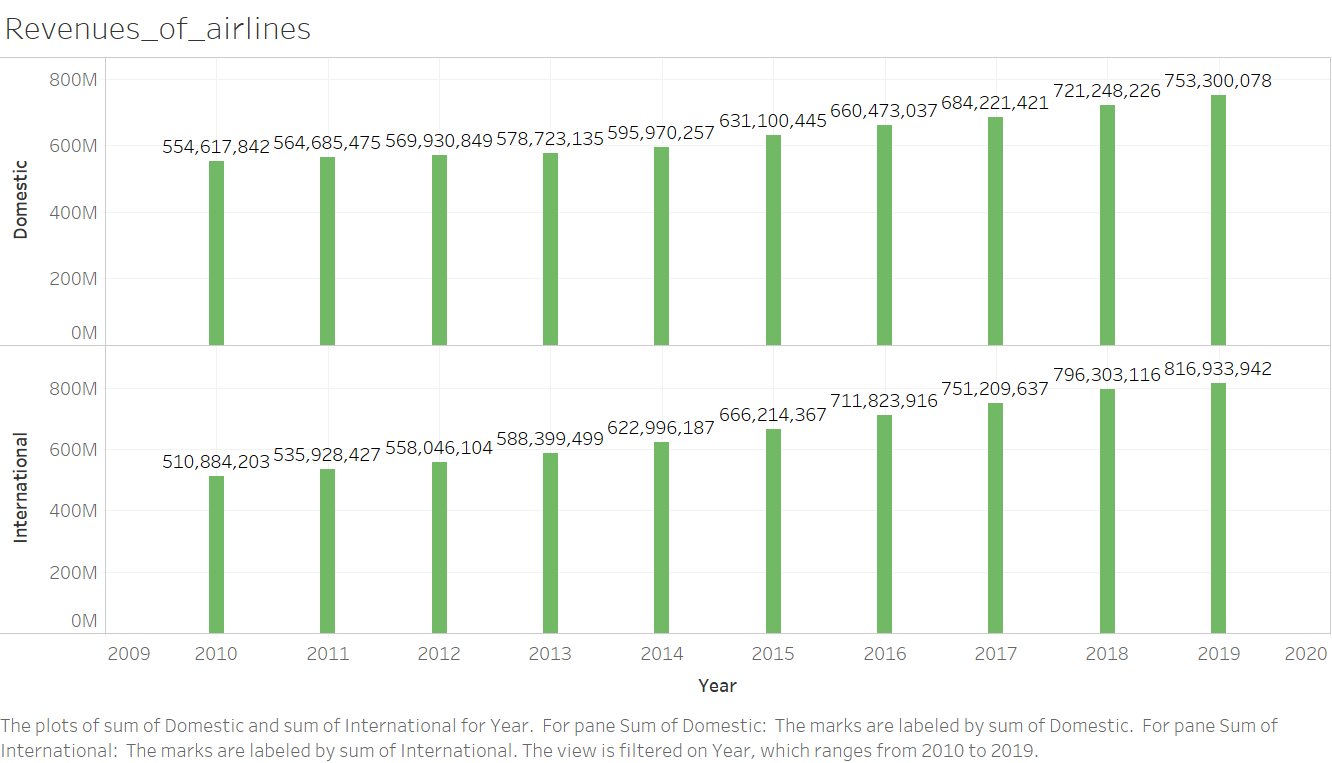 Revenues_of_airlines
Domestic
800M
600M
400M
200M
0M
554,617,842
564,685,475
569,930,849
578,723,135
595,970,257
631,100,445
660,473,037
684,221,421
721,248,226
753,300,078
International
800M
600M
400M
200M
0M
510,884,203
535,928,427
558,046,104
588,399,499
622,996,187
666,214,367
711,823,916
751,209,637
796,303,116
816,933,942
2009 2010 2011 2012 2013 2014 2015 2016 2017 2018 2019 2020
Year
The plots of sum of Domestic and sum of International for Year. For pane Sum of Domestic: The marks are labeled by sum of Domestic. For pane Sum of
International: The marks are labeled by sum of International. The view is filtered on Year, which ranges from 2010 to 2019.